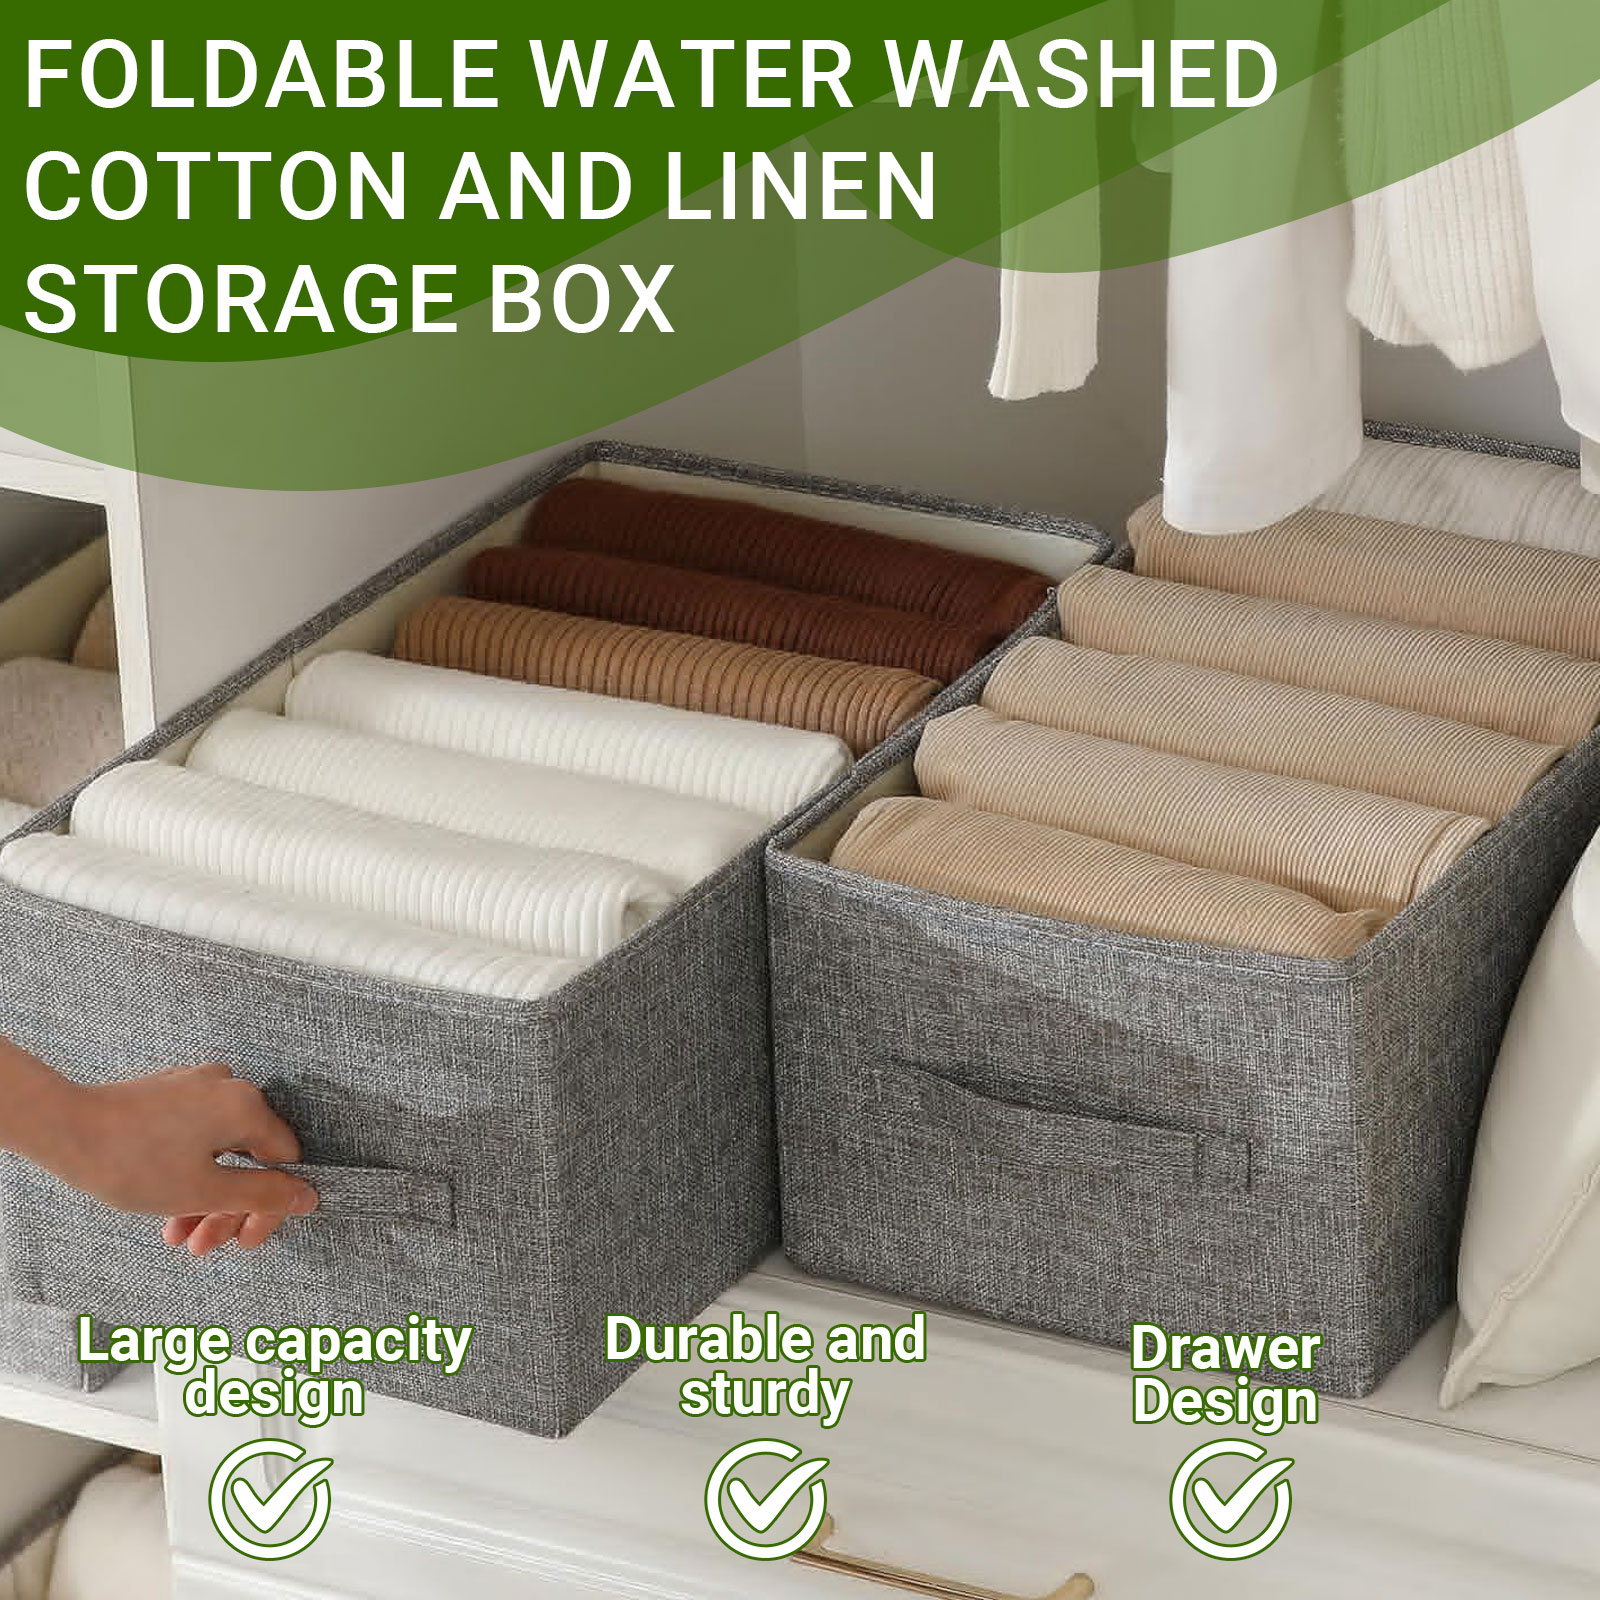 FOLDABLE WATER WASHED
COTTON AND LINEN
STORAGE BOX
Large capacity
design
Durable and
sturdy
Drawer
Design